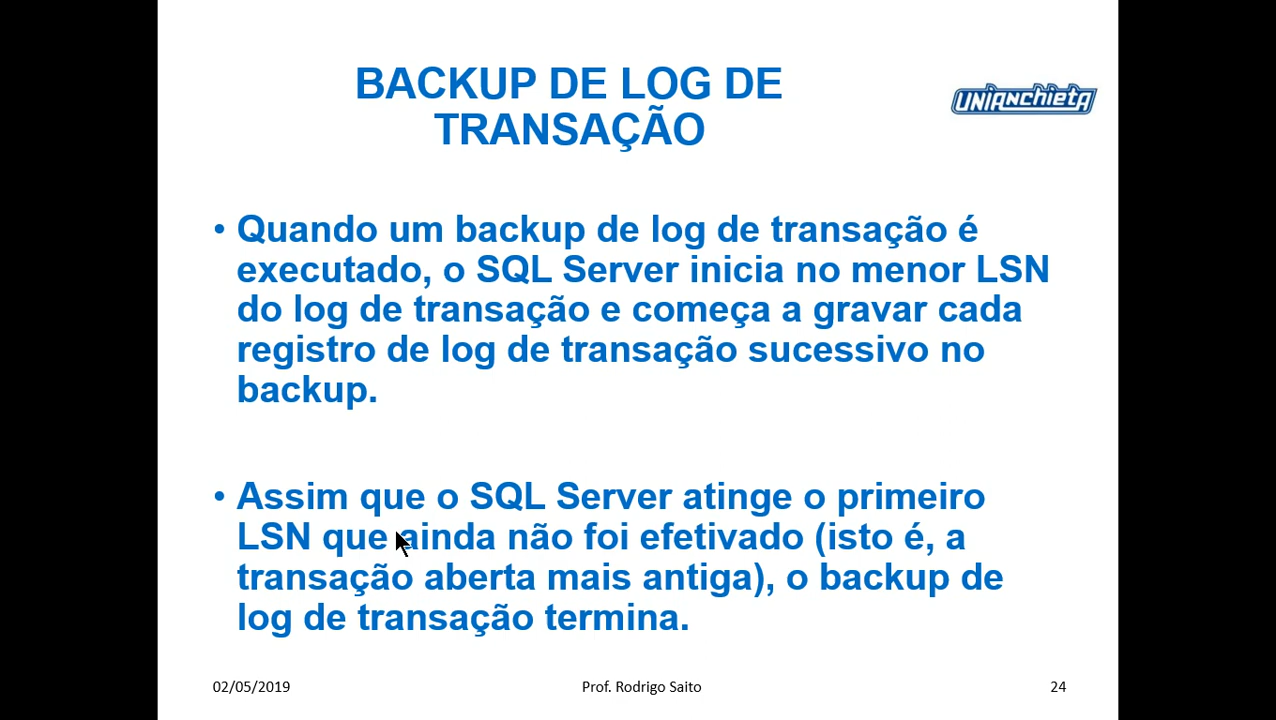 BACKUP DE LOG DE
TRANSAÇÃO
UNIANCHIETA
• Quando um backup de log de transação é
executado, o SQL Server inicia no menor LSN
do log de transação e começa a gravar cada
registro de log de transação sucessivo no
backup.
• Assim que o SQL Server atinge o primeiro
LSN que ainda não foi efetivado (isto é, a
transação aberta mais antiga), o backup de
log de transação termina.
02/05/2019
Prof. Rodrigo Saito
24